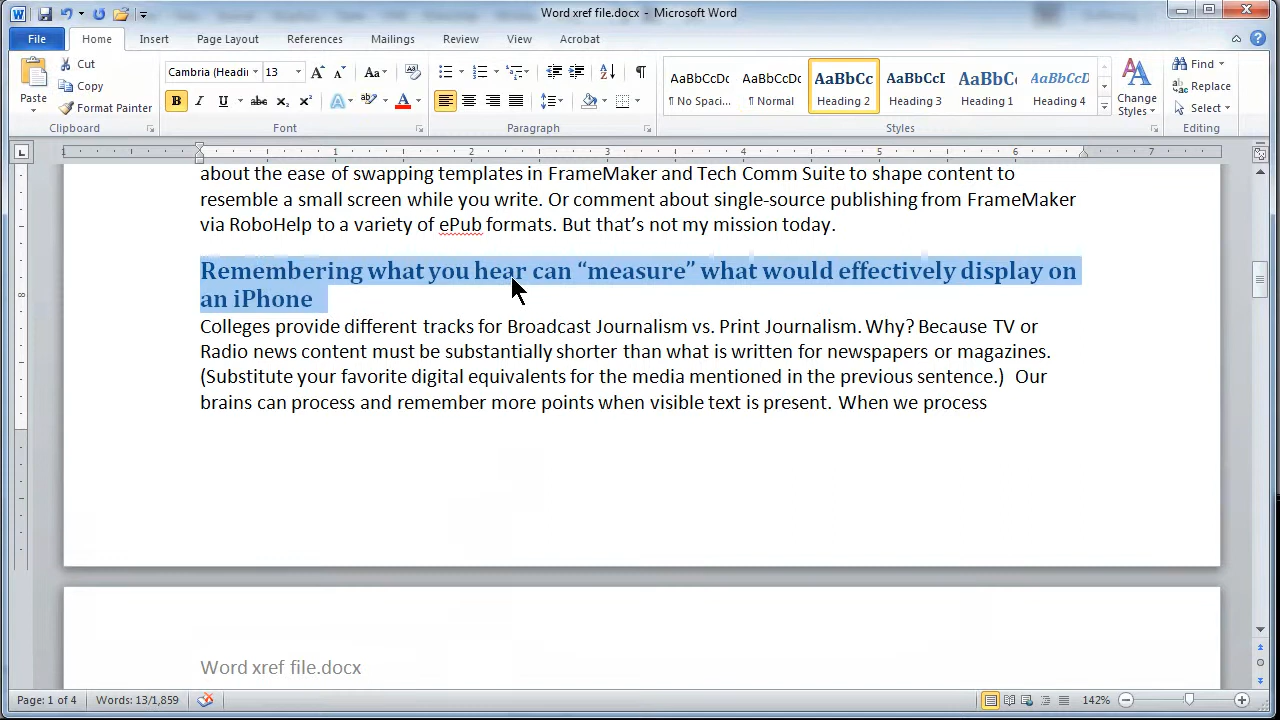 Word xref file.docx - Microsoft Word
File Home Insert Page Layout References Mailings Review View Acrobat
Paste
Cut
Copy
Format Painter
Clipboard
Cambria (Headi 13
Font
Paragraph
AaBbCcDc AaBbCcDc AaBbCc AaBbCcI AaBbC AaBbCcD
¶ No Spaci... ¶ Normal Heading 2 Heading 3 Heading 1 Heading 4
Change Styles
Styles
Find
Replace
Select
Editing
1 1 2 3 4 5 6 7
8
about the ease of swapping templates in FrameMaker and Tech Comm Suite to shape content to
resemble a small screen while you write. Or comment about single-source publishing from FrameMaker
via RoboHelp to a variety of ePub formats. But that’s not my mission today.
Remembering what you hear can “measure” what would effectively display on
an iPhone
Colleges provide different tracks for Broadcast Journalism vs. Print Journalism. Why? Because TV or
Radio news content must be substantially shorter than what is written for newspapers or magazines.
(Substitute your favorite digital equivalents for the media mentioned in the previous sentence.)  Our
brains can process and remember more points when visible text is present. When we process
Word xref file.docx
Page: 1 of 4 Words: 13/1,859 142%